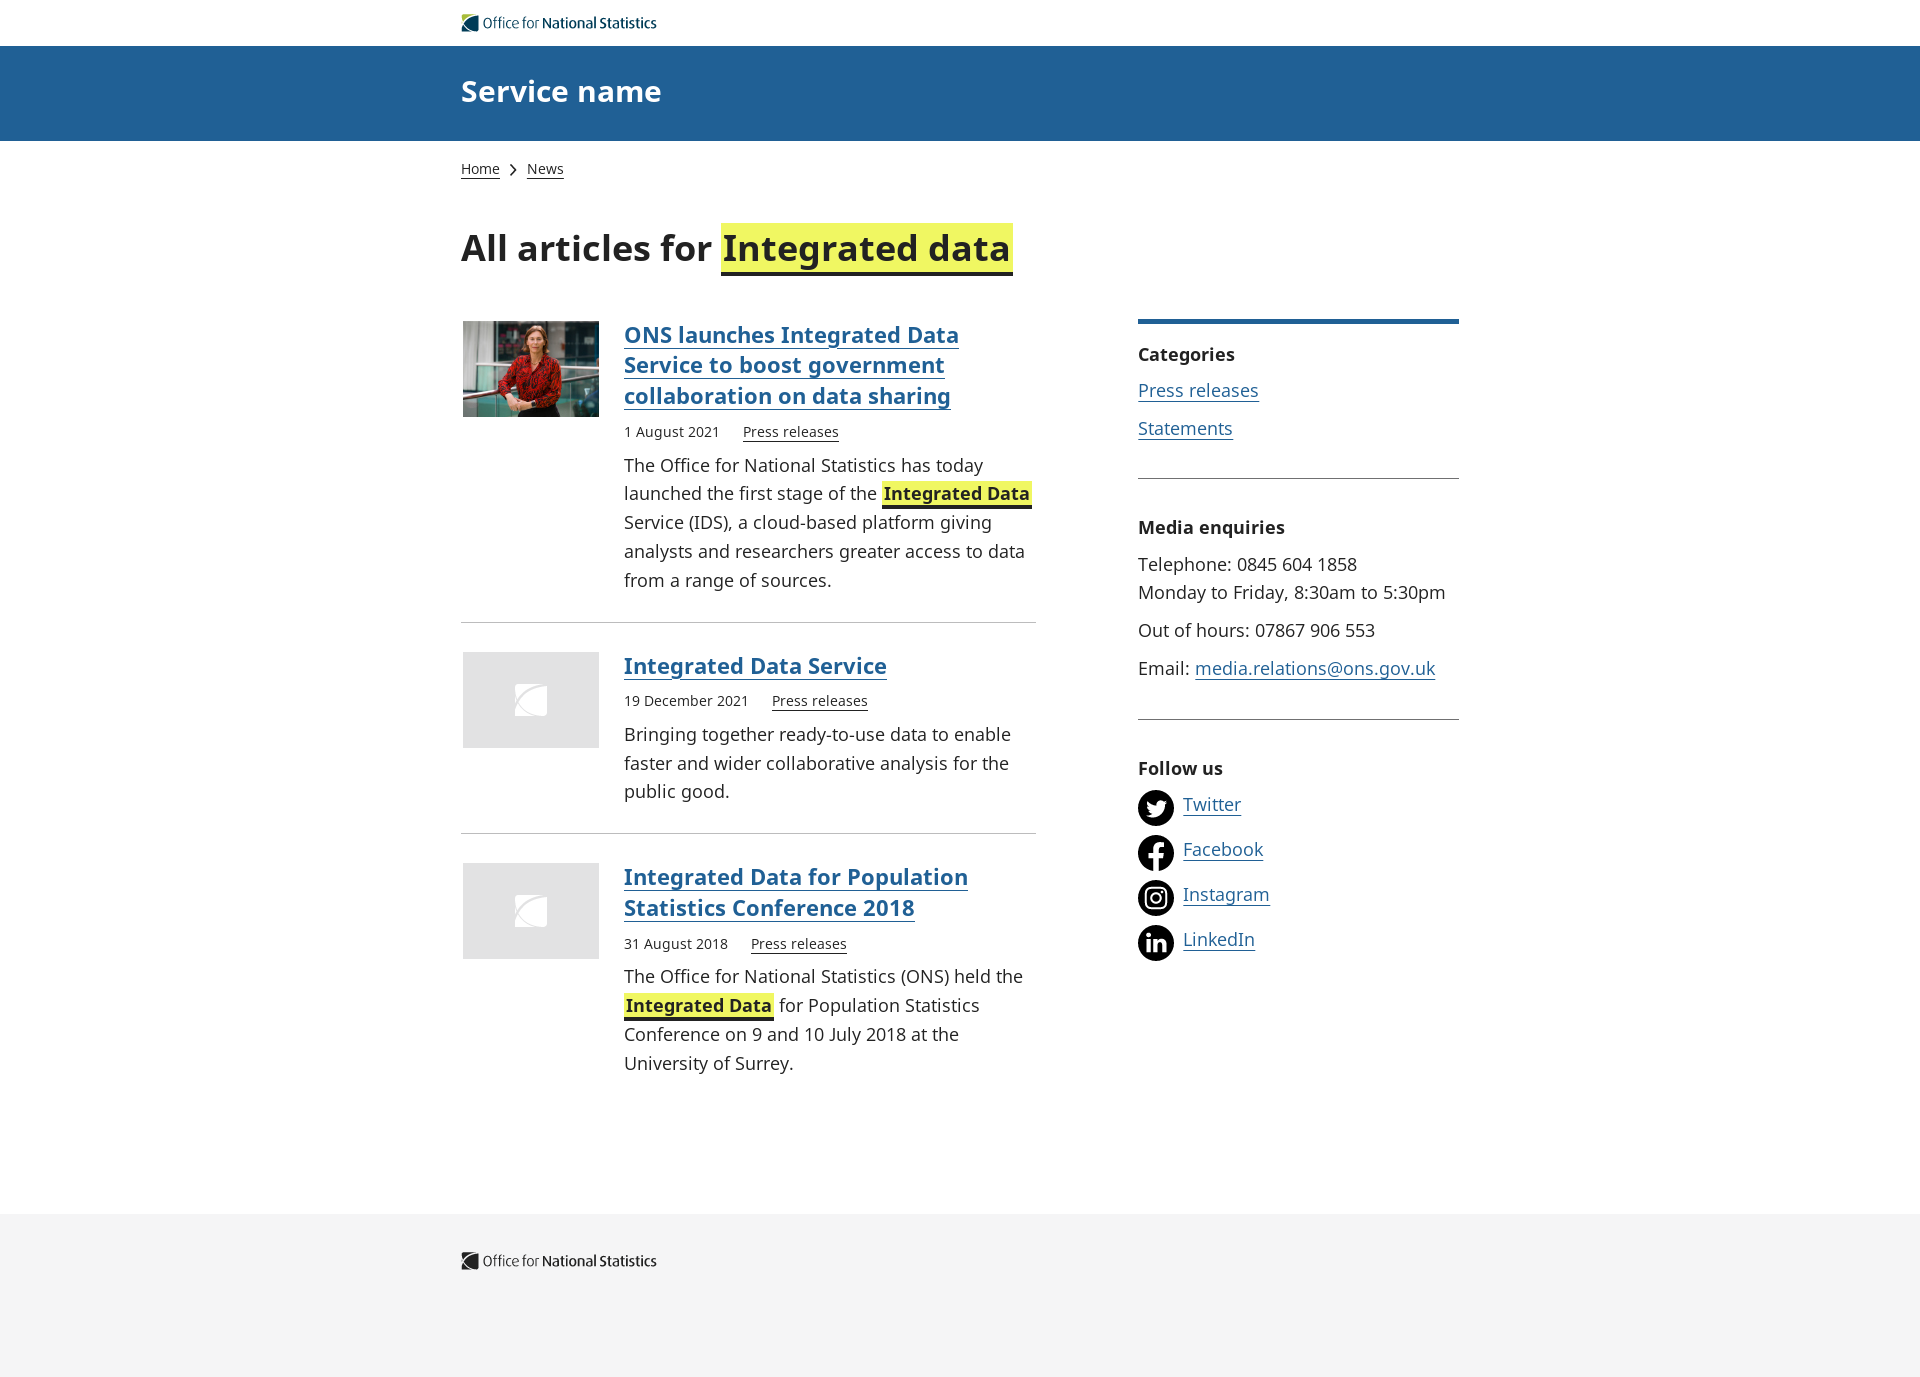 Office for National Statistics
Service name
Home
News
All articles for Integrated data
ONS launches Integrated Data
Service to boost government
collaboration on data sharing
1 August 2021
Press releases
The Office for National Statistics has today
launched the first stage of the Integrated Data
Service (IDS), a cloud-based platform giving
analysts and researchers greater access to data
from a range of sources.
Integrated Data Service
19 December 2021
Press releases
Bringing together ready-to-use data to enable
faster and wider collaborative analysis for the
public good.
Integrated Data for Population
Statistics Conference 2018
31 August 2018
Press releases
The Office for National Statistics (ONS) held the
Integrated Data for Population Statistics
Conference on 9 and 10 July 2018 at the
University of Surrey.
Categories
Press releases
Statements
Media enquiries
Telephone: 0845 604 1858
Monday to Friday, 8:30am to 5:30pm
Out of hours: 07867 906 553
Email: media.relations@ons.gov.uk
Follow us
Twitter
Facebook
Instagram
LinkedIn
Office for National Statistics